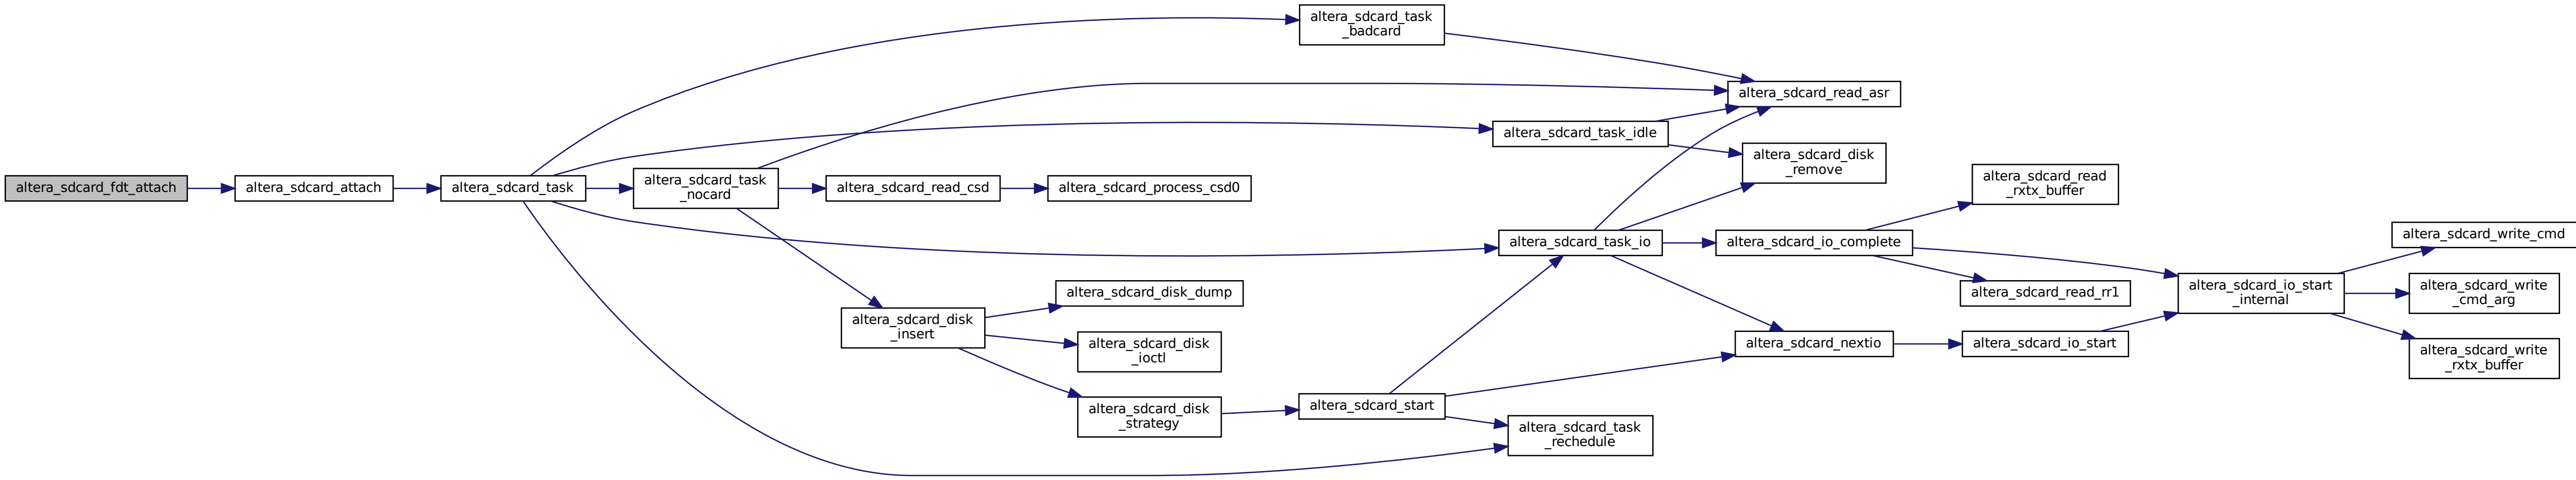 altera_sdcard_fdt_attach
altera_sdcard_attach
altera_sdcard_task
altera_sdcard_task
_badcard
altera_sdcard_task
_nocard
altera_sdcard_read_csd
altera_sdcard_process_csd0
altera_sdcard_disk
_insert
altera_sdcard_disk_dump
altera_sdcard_disk
_ioctl
altera_sdcard_disk
_strategy
altera_sdcard_start
altera_sdcard_task_idle
altera_sdcard_task_io
altera_sdcard_task
_rechedule
altera_sdcard_read_asr
altera_sdcard_disk
_remove
altera_sdcard_io_complete
altera_sdcard_nextio
altera_sdcard_read
_rxtx_buffer
altera_sdcard_read_rr1
altera_sdcard_io_start
altera_sdcard_io_start
_internal
altera_sdcard_write_cmd
altera_sdcard_write
_cmd_arg
altera_sdcard_write
_rxtx_buffer